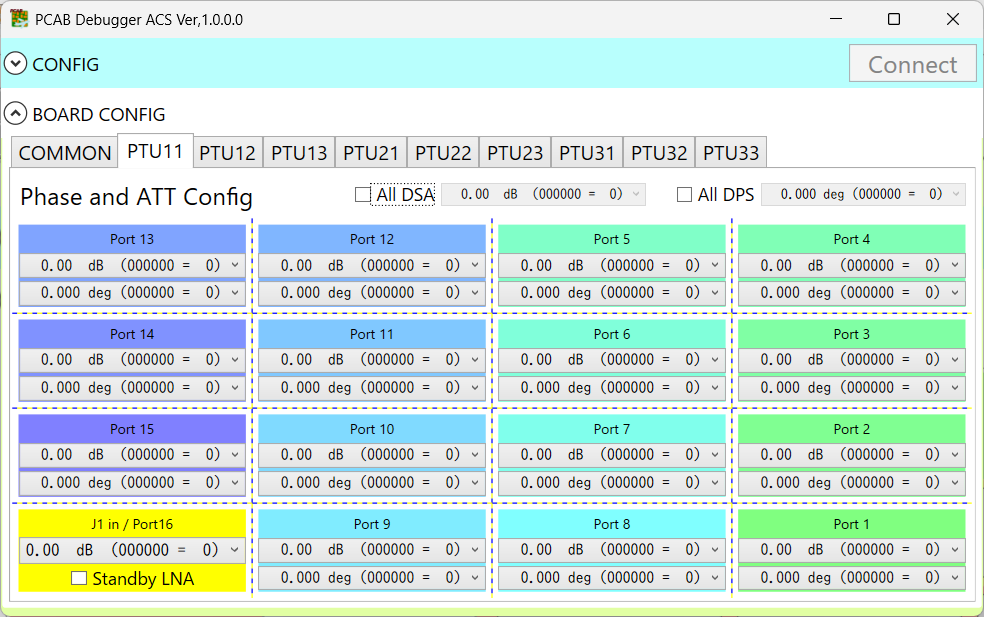 PCAB Debugger ACS Ver,1.0.0.0
CONFIG Connect
BOARD CONFIG
COMMON PTU11 PTU12 PTU13 PTU21 PTU22 PTU23 PTU31 PTU32 PTU33
Phase and ATT Config All DSA 0.00 dB (000000 = 0) All DPS 0.000 deg (000000 = 0)
Port 13 Port 12 Port 5 Port 4
0.00 dB (000000 = 0) 0.00 dB (000000 = 0) 0.00 dB (000000 = 0) 0.00 dB (000000 = 0)
0.000 deg (000000 = 0) 0.000 deg (000000 = 0) 0.000 deg (000000 = 0) 0.000 deg (000000 = 0)
Port 14 Port 11 Port 6 Port 3
0.00 dB (000000 = 0) 0.00 dB (000000 = 0) 0.00 dB (000000 = 0) 0.00 dB (000000 = 0)
0.000 deg (000000 = 0) 0.000 deg (000000 = 0) 0.000 deg (000000 = 0) 0.000 deg (000000 = 0)
Port 15 Port 10 Port 7 Port 2
0.00 dB (000000 = 0) 0.00 dB (000000 = 0) 0.00 dB (000000 = 0) 0.00 dB (000000 = 0)
0.000 deg (000000 = 0) 0.000 deg (000000 = 0) 0.000 deg (000000 = 0) 0.000 deg (000000 = 0)
J1 in / Port16 Port 9 Port 8 Port 1
0.00 dB (000000 = 0) 0.00 dB (000000 = 0) 0.00 dB (000000 = 0) 0.00 dB (000000 = 0)
Standby LNA 0.000 deg (000000 = 0) 0.000 deg (000000 = 0) 0.000 deg (000000 = 0)